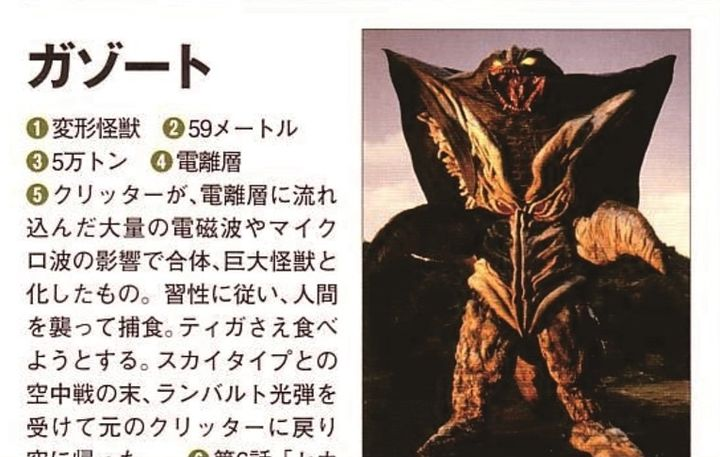 ガゾート
❶変形怪獣 ❷59メートル
❸5万トン ❹電離層
❺クリッターが、電離層に流れ
込んだ大量の電磁波やマイク
ロ波の影響で合体、巨大怪獣と
化したもの。習性に従い、人間
を襲って捕食。ティガさえ食べ
ようとする。スカイタイプとの
空中戦の末、ランバルト光弾を
受けて元のクリッターに戻り